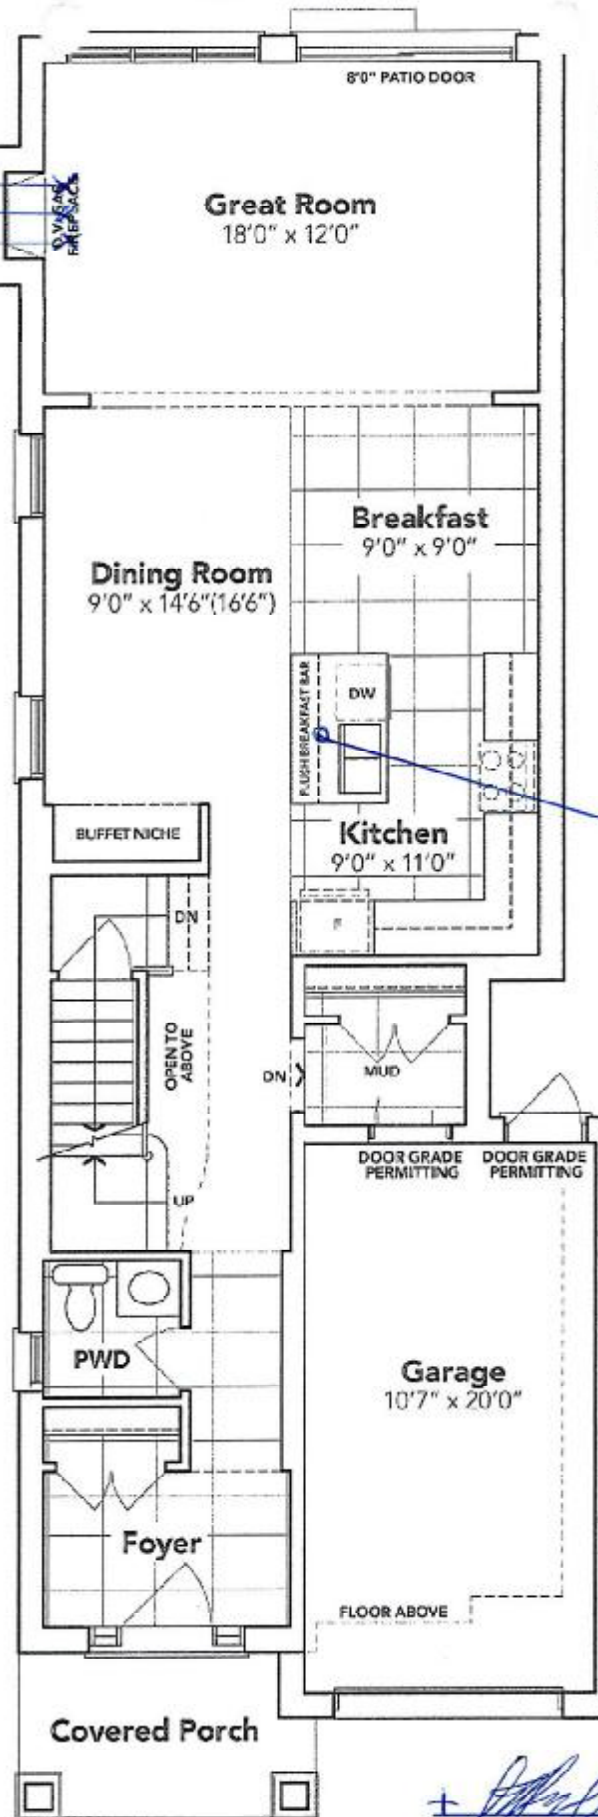 8'0" PATIO DOOR
Great Room
18'0" x 12'0"
Breakfast
9'0" x 9'0"
Dining Room
9'0" x 14'6"(16'6")
FLUSH BREAKFAST BAR
DW
BUFFET NICHE
Kitchen
9'0" x 11'0"
F
DN
OPEN TO
ABOVE
DN
MUD
DOOR GRADE
PERMITTING
DOOR GRADE
PERMITTING
UP
PWD
Garage
10'7" x 20'0"
Foyer
FLOOR ABOVE
Covered Porch